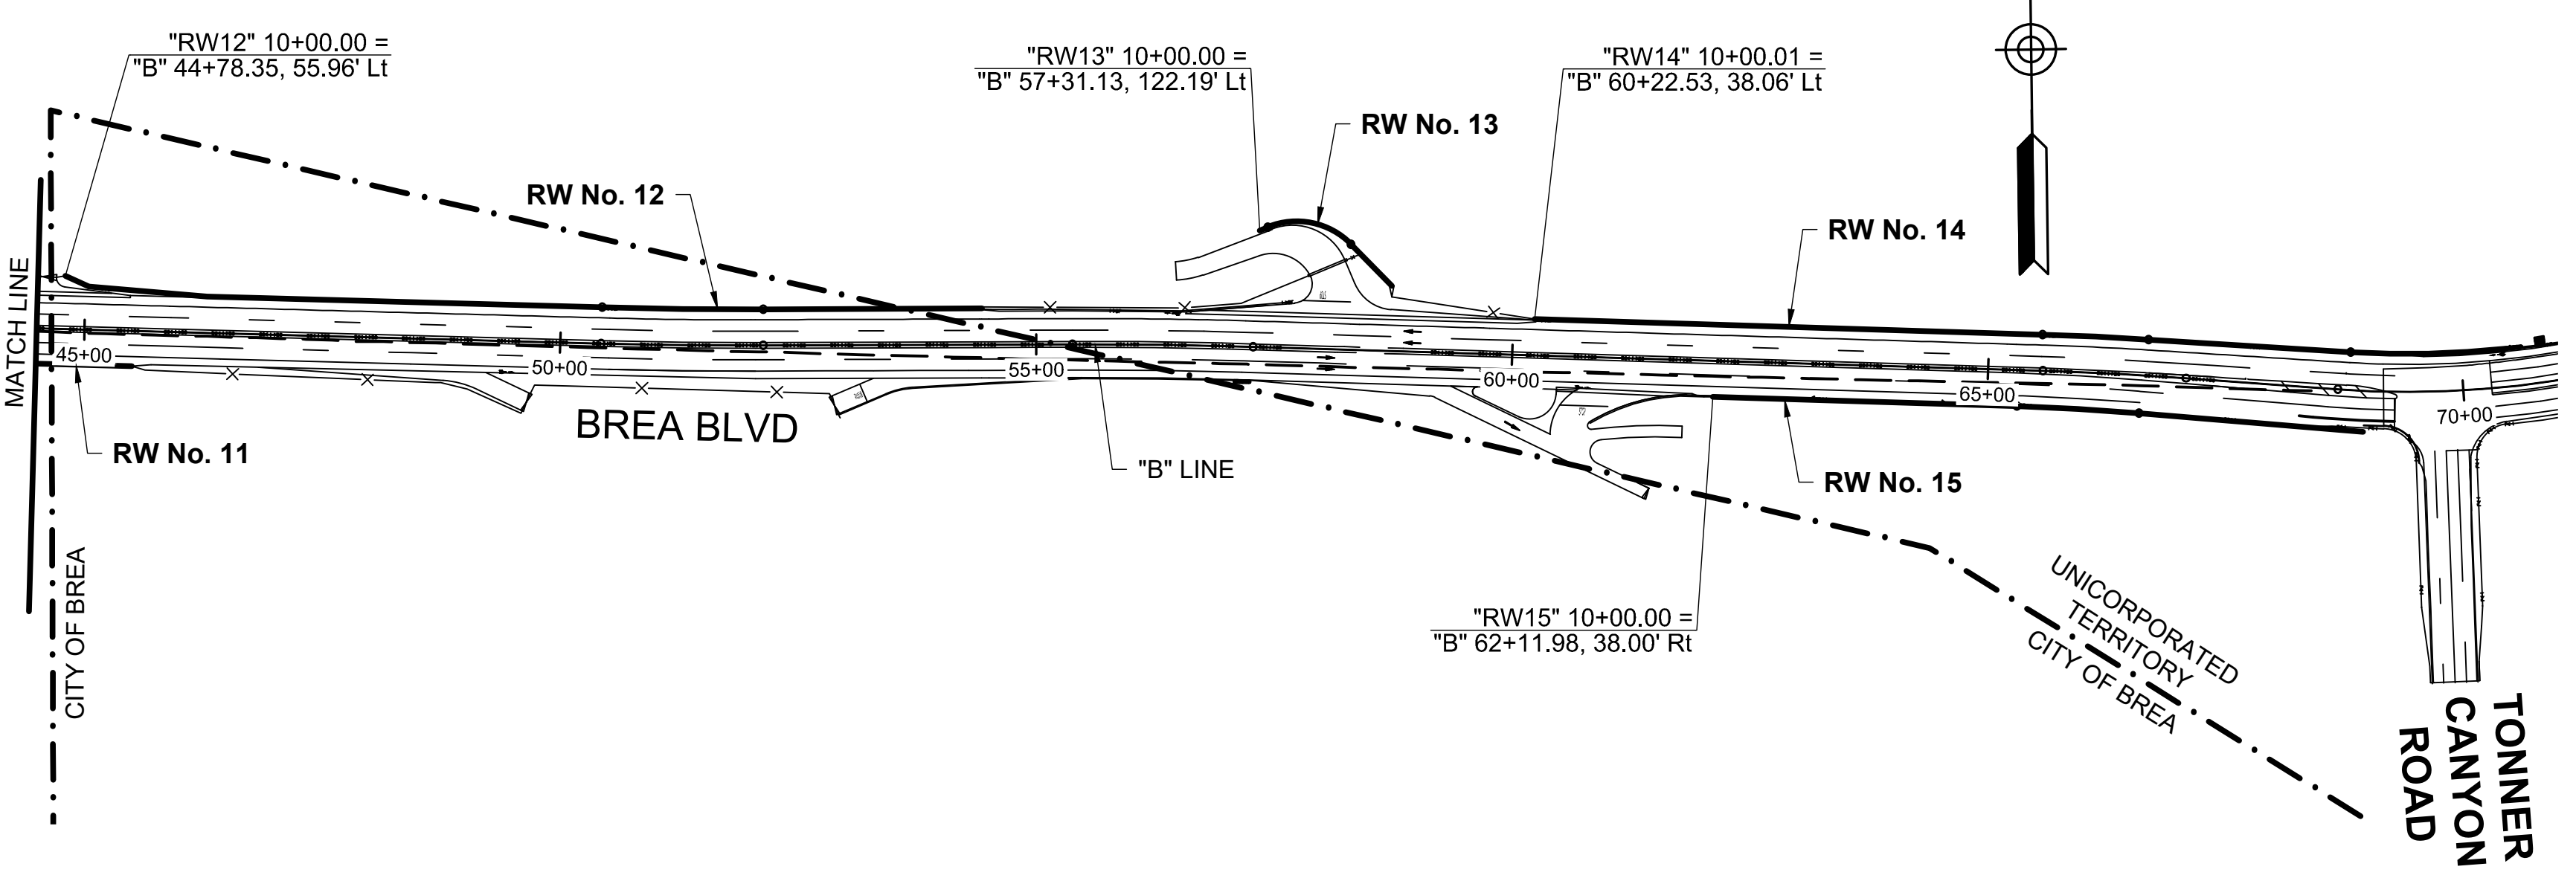 "RW12" 10+00.00 =
"B" 44+78.35, 55.96' Lt
"RW13" 10+00.00 =
"B" 57+31.13, 122.19' Lt
"RW14" 10+00.01 =
"B" 60+22.53, 38.06' Lt
RW No. 13
RW No. 12
RW No. 14
MATCH LINE
45+00
50+00
55+00
60+00
65+00
70+00
BREA BLVD
RW No. 11
"B" LINE
RW No. 15
CITY OF BREA
"RW15" 10+00.00 =
"B" 62+11.98, 38.00' Rt
UNICORPORATED
TERRITORY
CITY OF BREA
TONNER
CANYON
ROAD